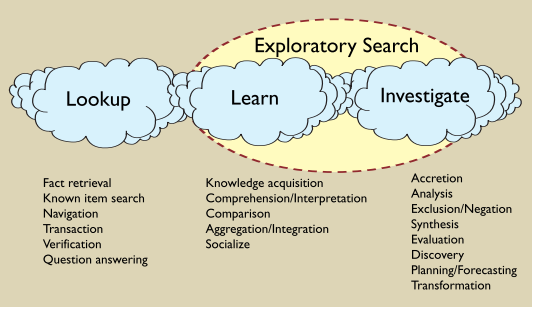 Exploratory Search
Lookup
Learn
Investigate
Fact retrieval
Known item search
Navigation
Transaction
Verification
Question answering
Knowledge acquisition
Comprehension/Interpretation
Comparison
Aggregation/Integration
Socialize
Accretion
Analysis
Exclusion/Negation
Synthesis
Evaluation
Discovery
Planning/Forecasting
Transformation